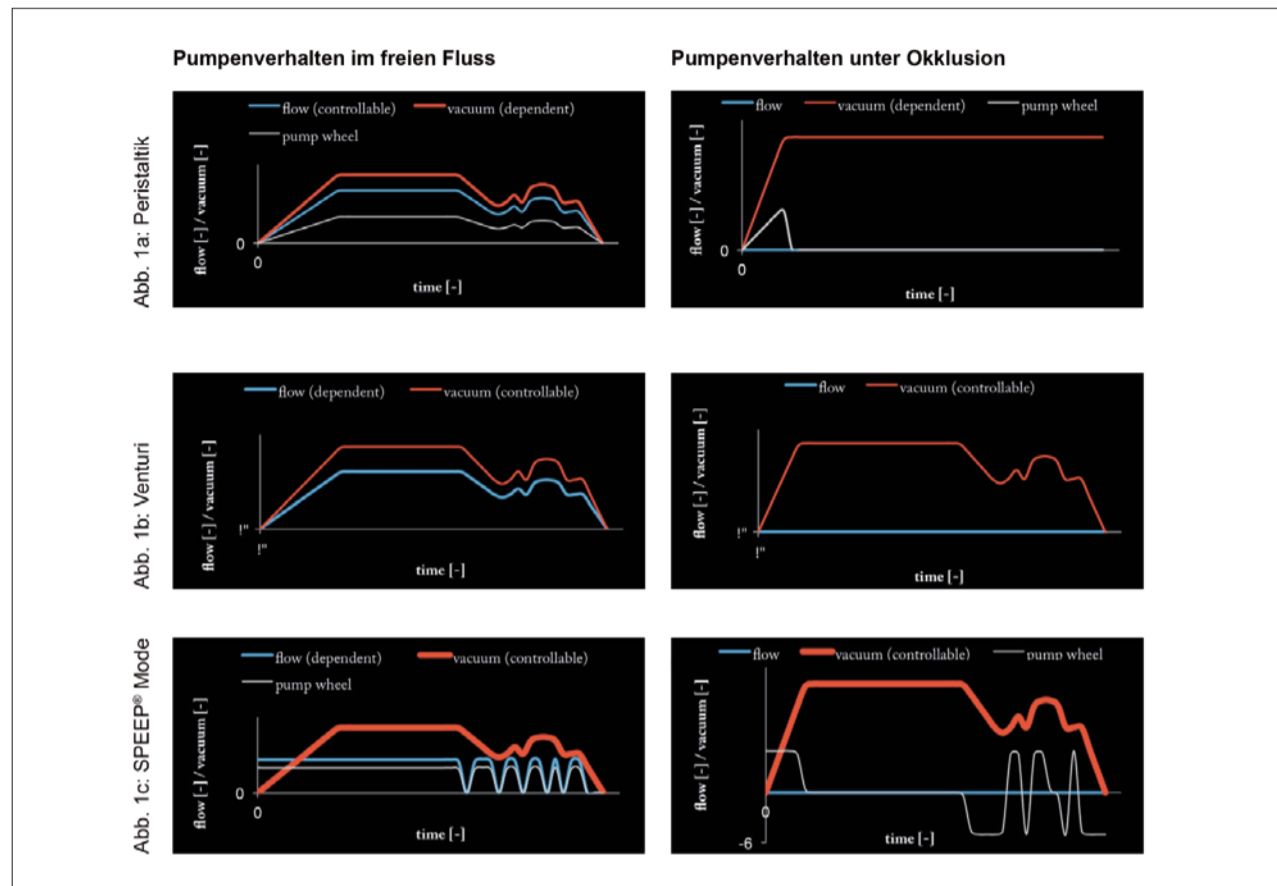 Pumpenverhalten im freien Fluss
Pumpenverhalten unter Okklusion
Abb. 1a: Peristaltik
flow (controllable) vacuum (dependent)
pump wheel
flow [-] / vacuum [-]
0
0
time [-]
flow vacuum (dependent) pump wheel
flow [-] / vacuum [-]
0
0
time [-]
Abb. 1b: Venturi
flow (dependent) vacuum (controllable)
flow [-] / vacuum [-]
!"
!"
time [-]
flow vacuum (controllable)
flow [-] / vacuum [-]
!"
!"
time [-]
Abb. 1c: SPEEP® Mode
flow (dependent) vacuum (controllable)
pump wheel
flow [-] / vacuum [-]
0
0
time [-]
flow vacuum (controllable) pump wheel
flow [-] / vacuum [-]
0
-6
time [-]